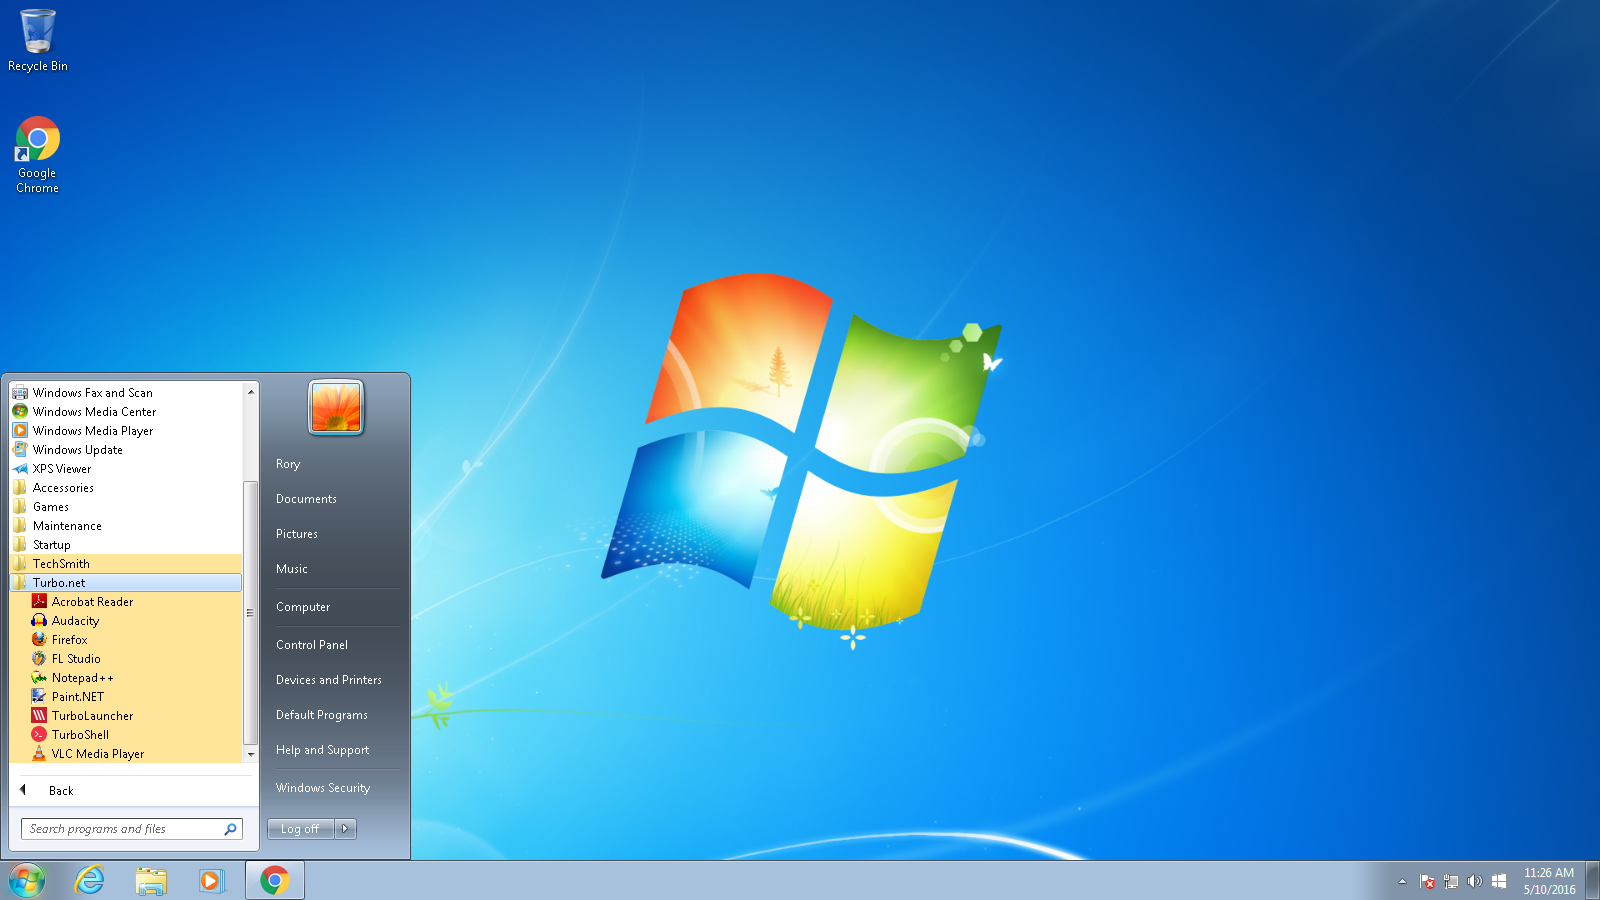 Recycle Bin
Google
Chrome
Windows Fax and Scan
Windows Media Center
Windows Media Player
Windows Update
XPS Viewer
Accessories
Games
Maintenance
Startup
TechSmith
Turbo.net
Acrobat Reader
Audacity
Firefox
FL Studio
Notepad++
Paint.NET
TurboLauncher
TurboShell
VLC Media Player
Back
Search programs and files
Rory
Documents
Pictures
Music
Computer
Control Panel
Devices and Printers
Default Programs
Help and Support
Windows Security
Log off
11:26 AM
5/10/2016